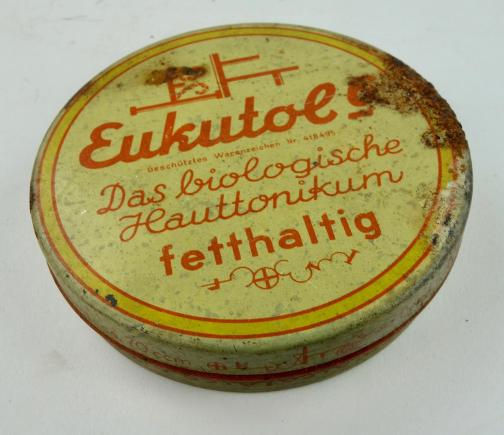 Eukutol
Geschütztes Warenzeichen Nr. 418495
Das biologische
Hauttonikum
fetthaltig